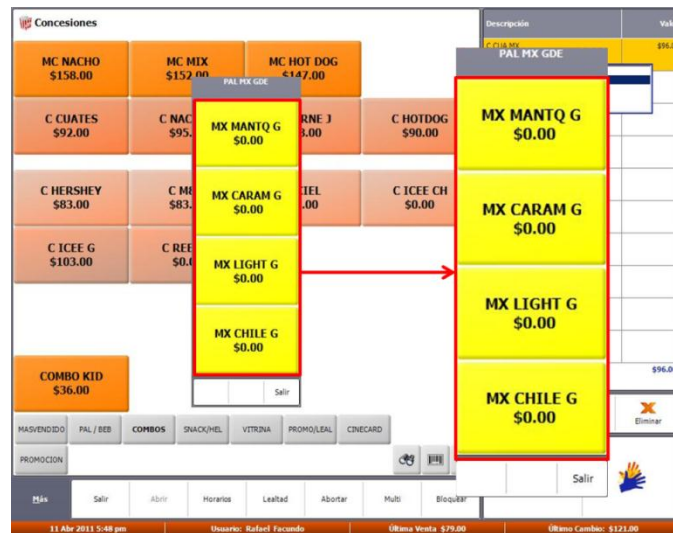 Concesiones
Descripción
MC NACHO
$158.00
MC MIX
$152.00
MC HOT DOG
$147.00
PAL MX GDE
C CUA MX
$96.0
PAL MX GDE
C CUATES
$92.00
C NAC
$95.
MX MANTQ G
$0.00
RNE J
.00
C HOTDOG
$90.00
MX MANTQ G
$0.00
C HERSHEY
$83.00
C M&
$83.
MX CARAM G
$0.00
IEL
.00
C ICEE CH
$0.00
MX CARAM G
$0.00
C ICEE G
$103.00
C REE
$0.
MX LIGHT G
$0.00
MX LIGHT G
$0.00
MX CHILE G
$0.00
MX CHILE G
$0.00
COMBO KID
$36.00
Salir
$96.0
Eliminar
MASVENDIDO
PAL / BEB
COMBOS
SNACK/HEL
VITRINA
PROMO/LEAL
CINECARD
PROMOCION
Salir
Más
Salir
Abrir
Horarios
Lealtad
Abortar
Multi
Bloquear
11 Abr 2011 5:48 pm
Usuario: Rafael Facundo
Última Venta $79.00
Último Cambio: $121.00